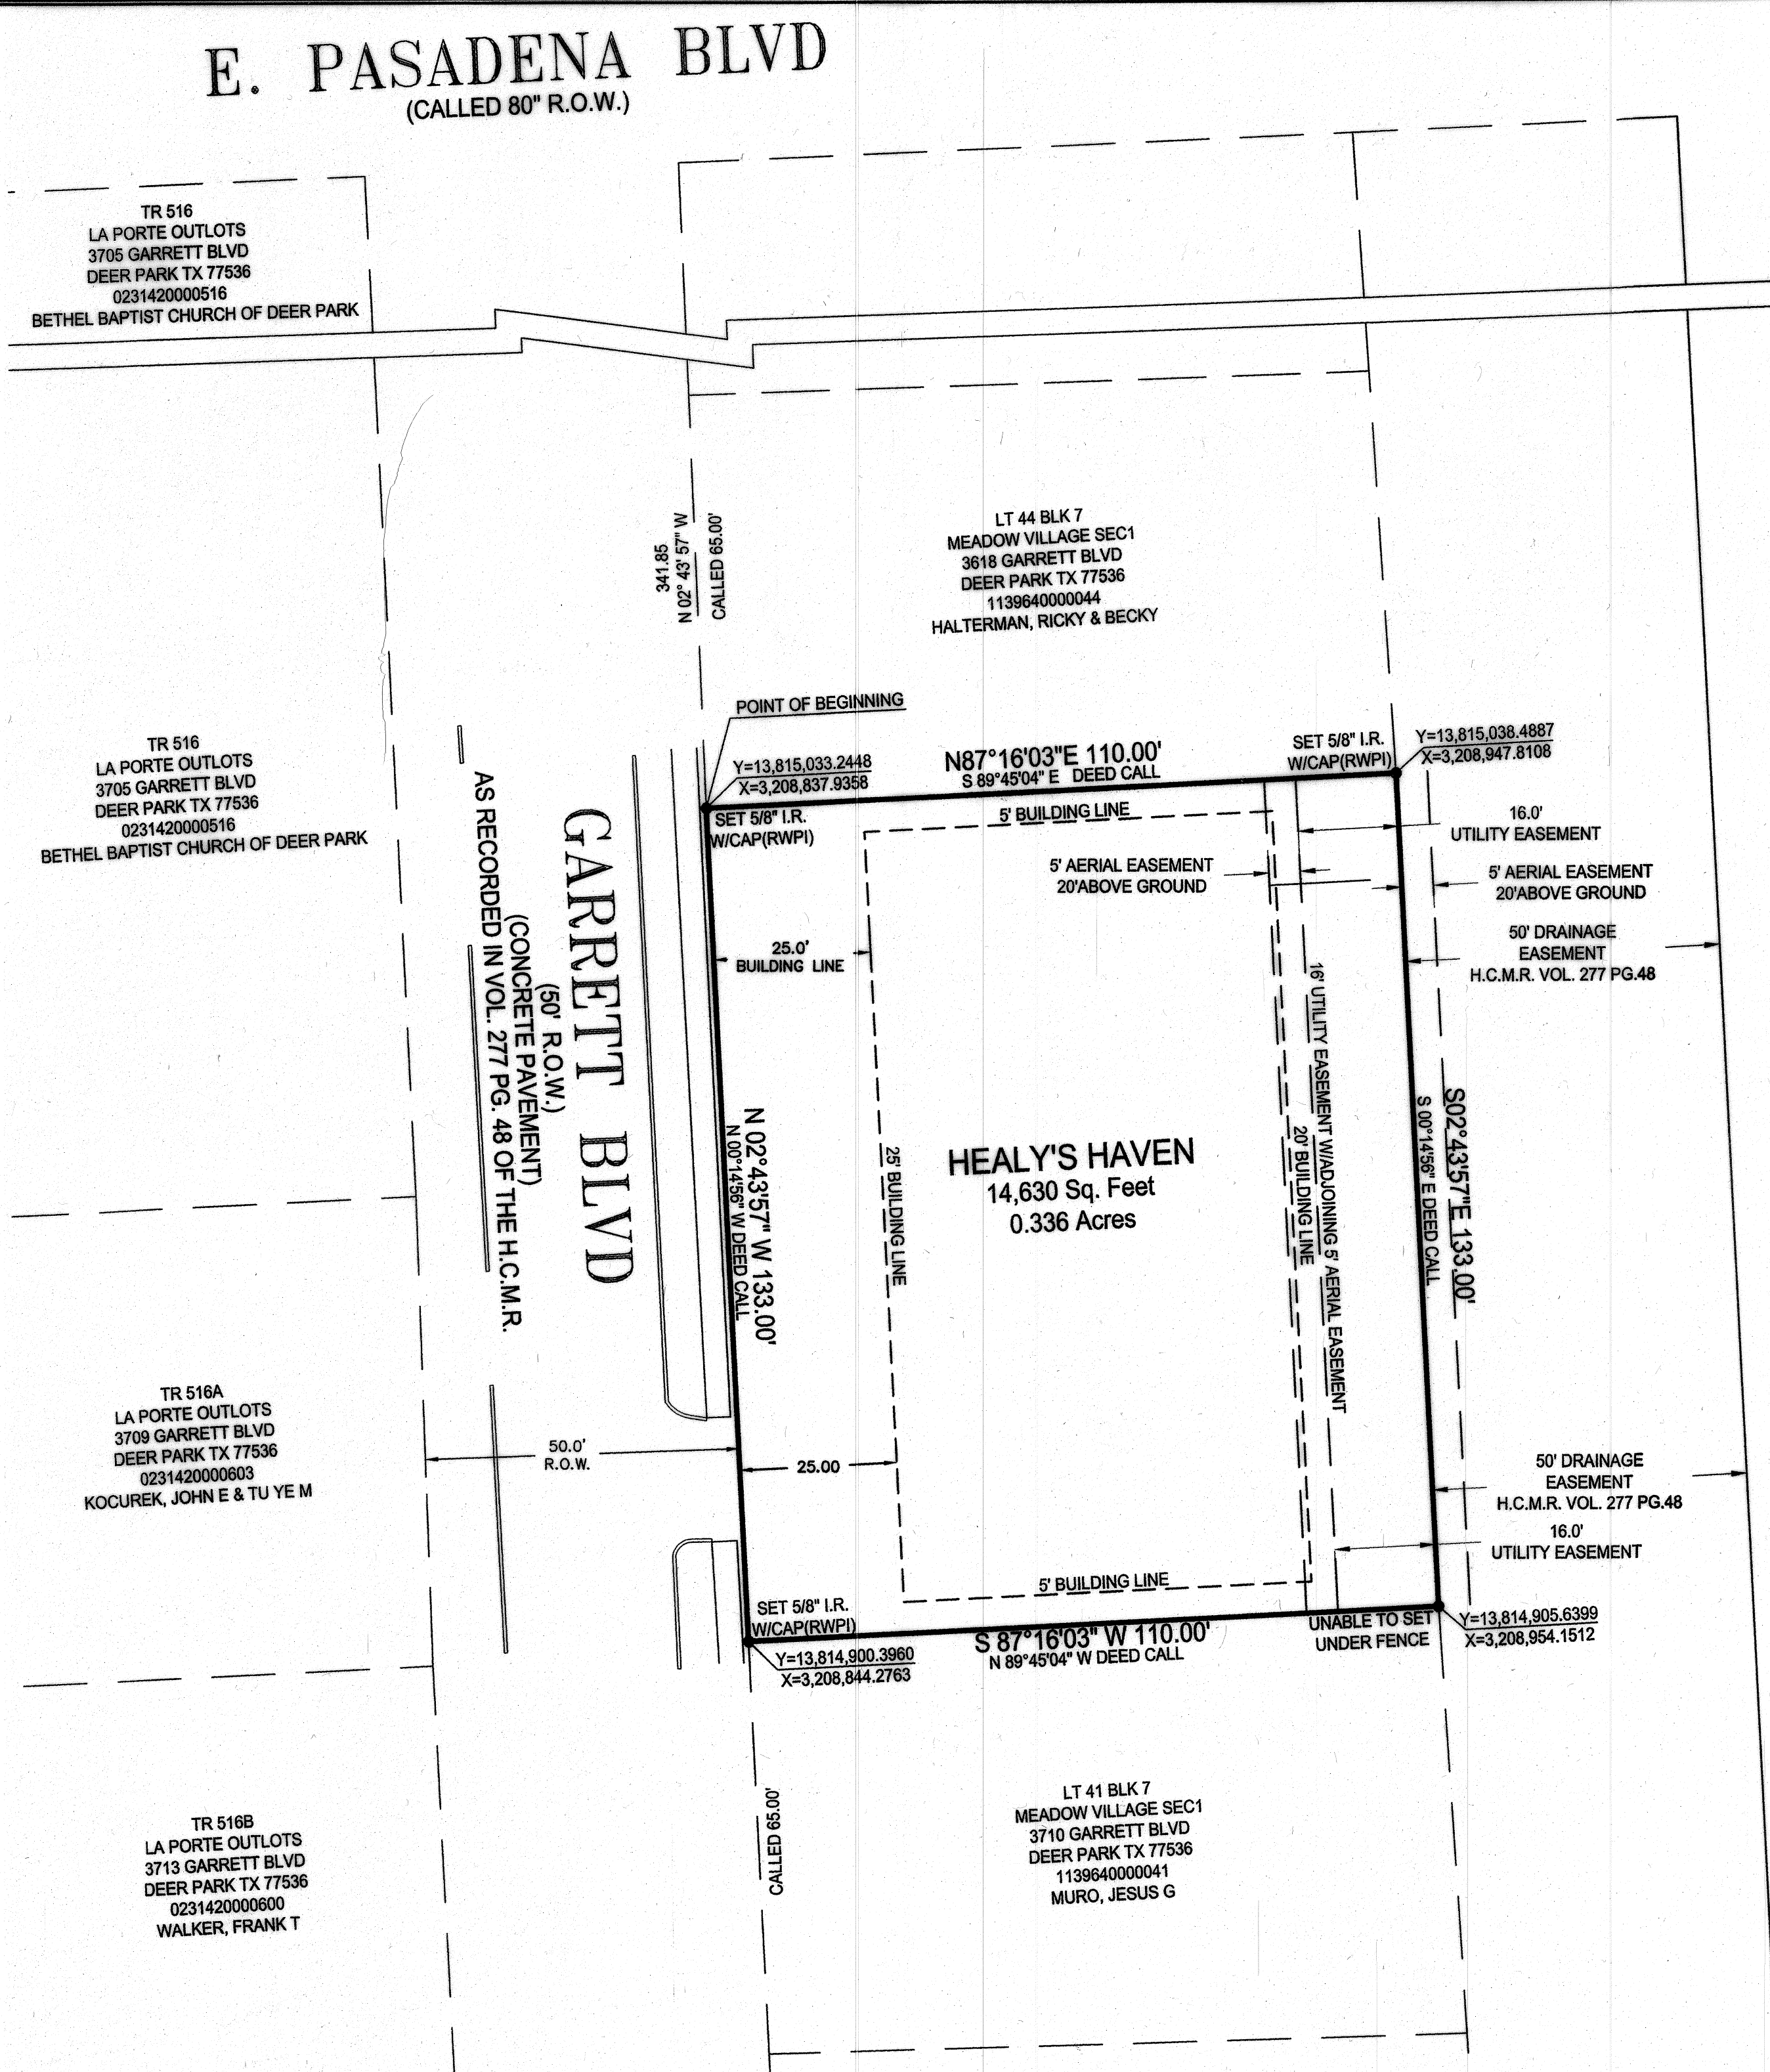 E. PASADENA BLVD
(CALLED 80" R.O.W.)
TR 516
LA PORTE OUTLOTS
3705 GARRETT BLVD
DEER PARK TX 77536
0231420000516
BETHEL BAPTIST CHURCH OF DEER PARK
341.85
N 02° 43' 57" W
CALLED 65.00'
LT 44 BLK 7
MEADOW VILLAGE SEC1
3618 GARRETT BLVD
DEER PARK TX 77536
1139640000044
HALTERMAN, RICKY & BECKY
TR 516
LA PORTE OUTLOTS
3705 GARRETT BLVD
DEER PARK TX 77536
0231420000516
BETHEL BAPTIST CHURCH OF DEER PARK
POINT OF BEGINNING
Y=13,815,033.2448
X=3,208,837.9358
SET 5/8" I.R.
W/CAP(RWPI)
N87°16'03"E 110.00'
S 89°45'04" E DEED CALL
SET 5/8" I.R.
W/CAP(RWPI)
Y=13,815,038.4887
X=3,208,947.8108
5' BUILDING LINE
16.0'
UTILITY EASEMENT
5' AERIAL EASEMENT
20'ABOVE GROUND
5' AERIAL EASEMENT
20'ABOVE GROUND
50' DRAINAGE
EASEMENT
H.C.M.R. VOL. 277 PG.48
25.0'
BUILDING LINE
GARRETT BLVD
(50' R.O.W.)
(CONCRETE PAVEMENT)
AS RECORDED IN VOL. 277 PG. 48 OF THE H.C.M.R.
N 02°43'57" W 133.00'
N 00°14'56" W DEED CALL
25' BUILDING LINE
HEALY'S HAVEN
14,630 Sq. Feet
0.336 Acres
16' UTILITY EASEMENT W/ADJOINING 5' AERIAL EASEMENT
20' BUILDING LINE
S02°43'57"E 133.00'
S 00°14'56" E DEED CALL
TR 516A
LA PORTE OUTLOTS
3709 GARRETT BLVD
DEER PARK TX 77536
0231420000603
KOCUREK, JOHN E & TU YE M
50.0'
R.O.W.
25.00
50' DRAINAGE
EASEMENT
H.C.M.R. VOL. 277 PG.48
16.0'
UTILITY EASEMENT
5' BUILDING LINE
SET 5/8" I.R.
W/CAP(RWPI)
Y=13,814,900.3960
X=3,208,844.2763
S 87°16'03" W 110.00'
N 89°45'04" W DEED CALL
UNABLE TO SET
UNDER FENCE
Y=13,814,905.6399
X=3,208,954.1512
CALLED 65.00'
LT 41 BLK 7
MEADOW VILLAGE SEC1
3710 GARRETT BLVD
DEER PARK TX 77536
1139640000041
MURO, JESUS G
TR 516B
LA PORTE OUTLOTS
3713 GARRETT BLVD
DEER PARK TX 77536
0231420000600
WALKER, FRANK T